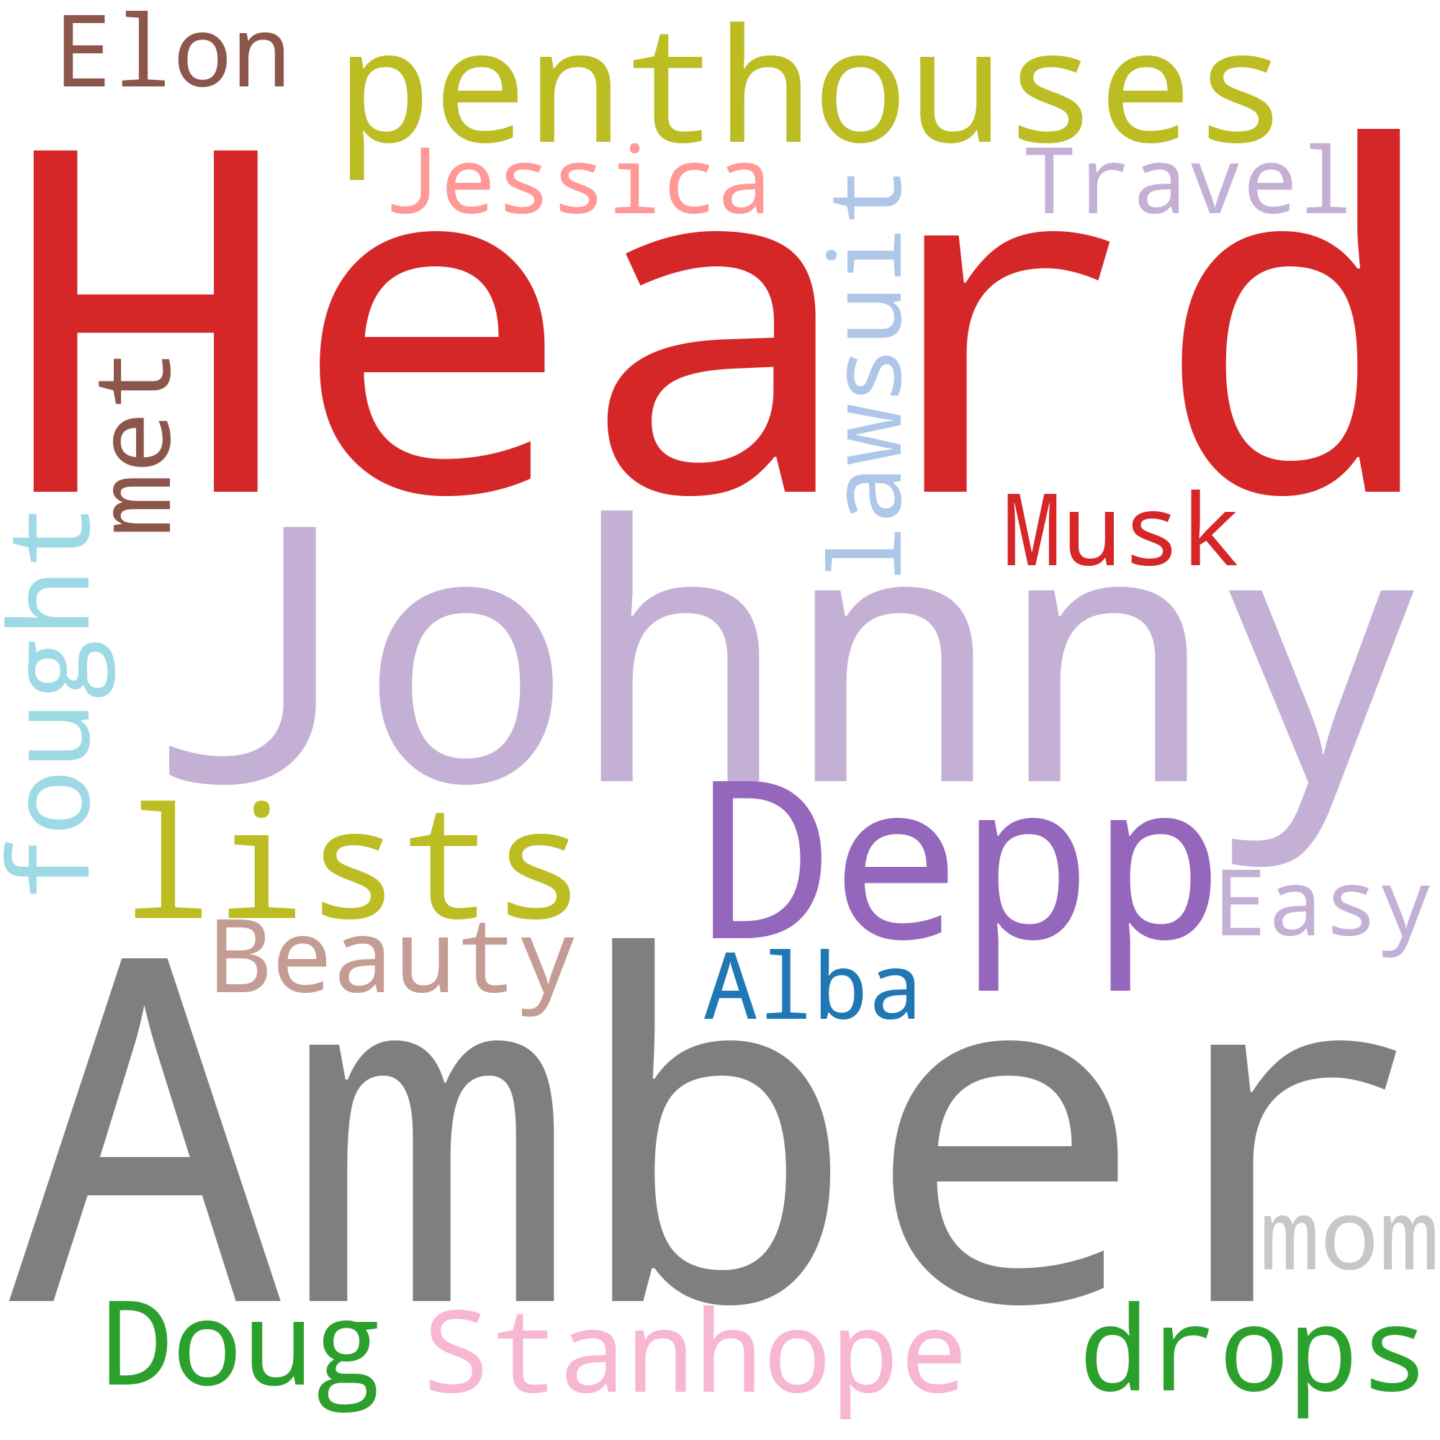 Elon
penthouses
Jessica
Travel
Heard
lawsuit
met
Musk
fought
Johnny
Depp
lists
Easy
Beauty
Alba
Amber
mom
Doug
Stanhope
drops